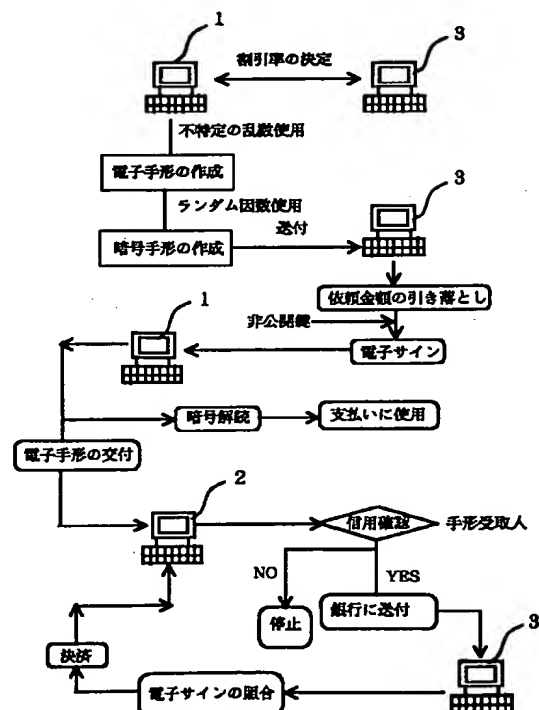 1
3
割引率の決定
不特定の乱数使用
電子手形の作成
ランダム因数使用
3
送付
暗号手形の作成
依頼金額の引き落とし
1
非公開鍵
電子サイン
暗号解続
支払いに使用
電子手形の交付
2
信用確認
手形受取人
NO
YES
停止
銀行に送付
3
決済
電子サインの照合